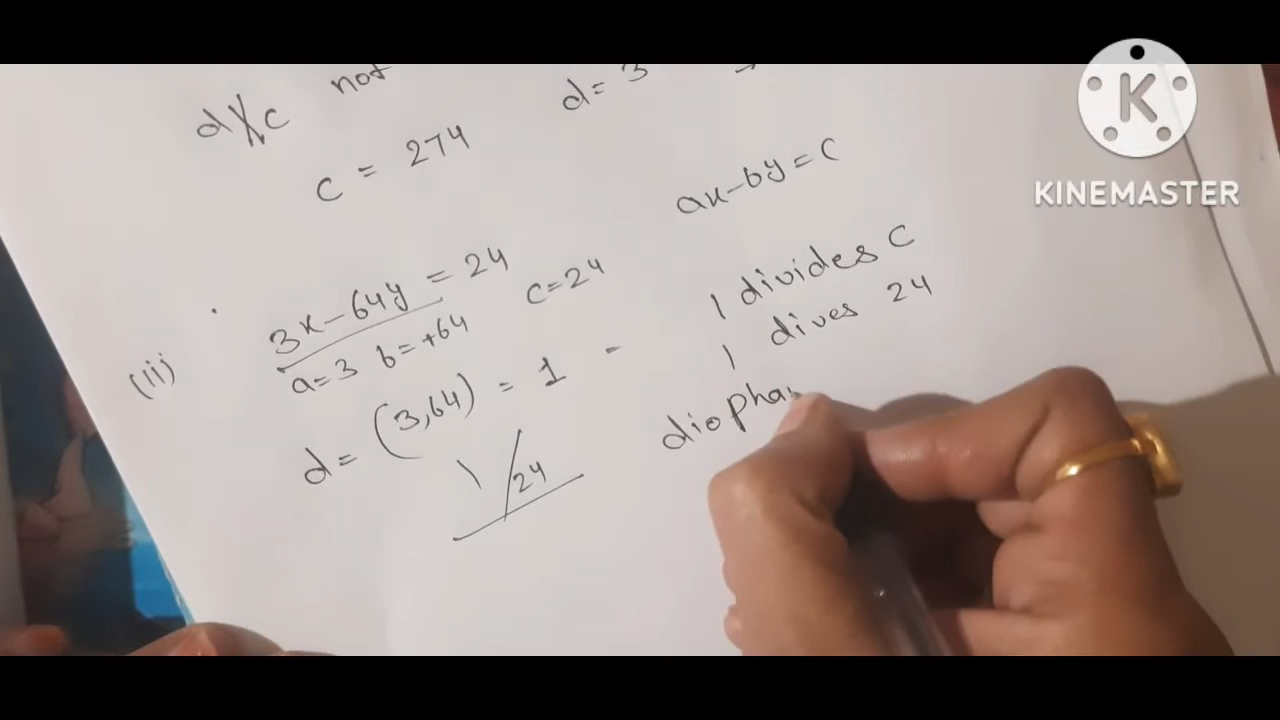 d∤c not
d=3
c = 274
ax-by=c
(ii) 3x-64y=24
a=3 b=+64 c=24
d= (3,64) = 1 -
1/24
1 divides c
1 dives 24
diophan
K
KINEMASTER